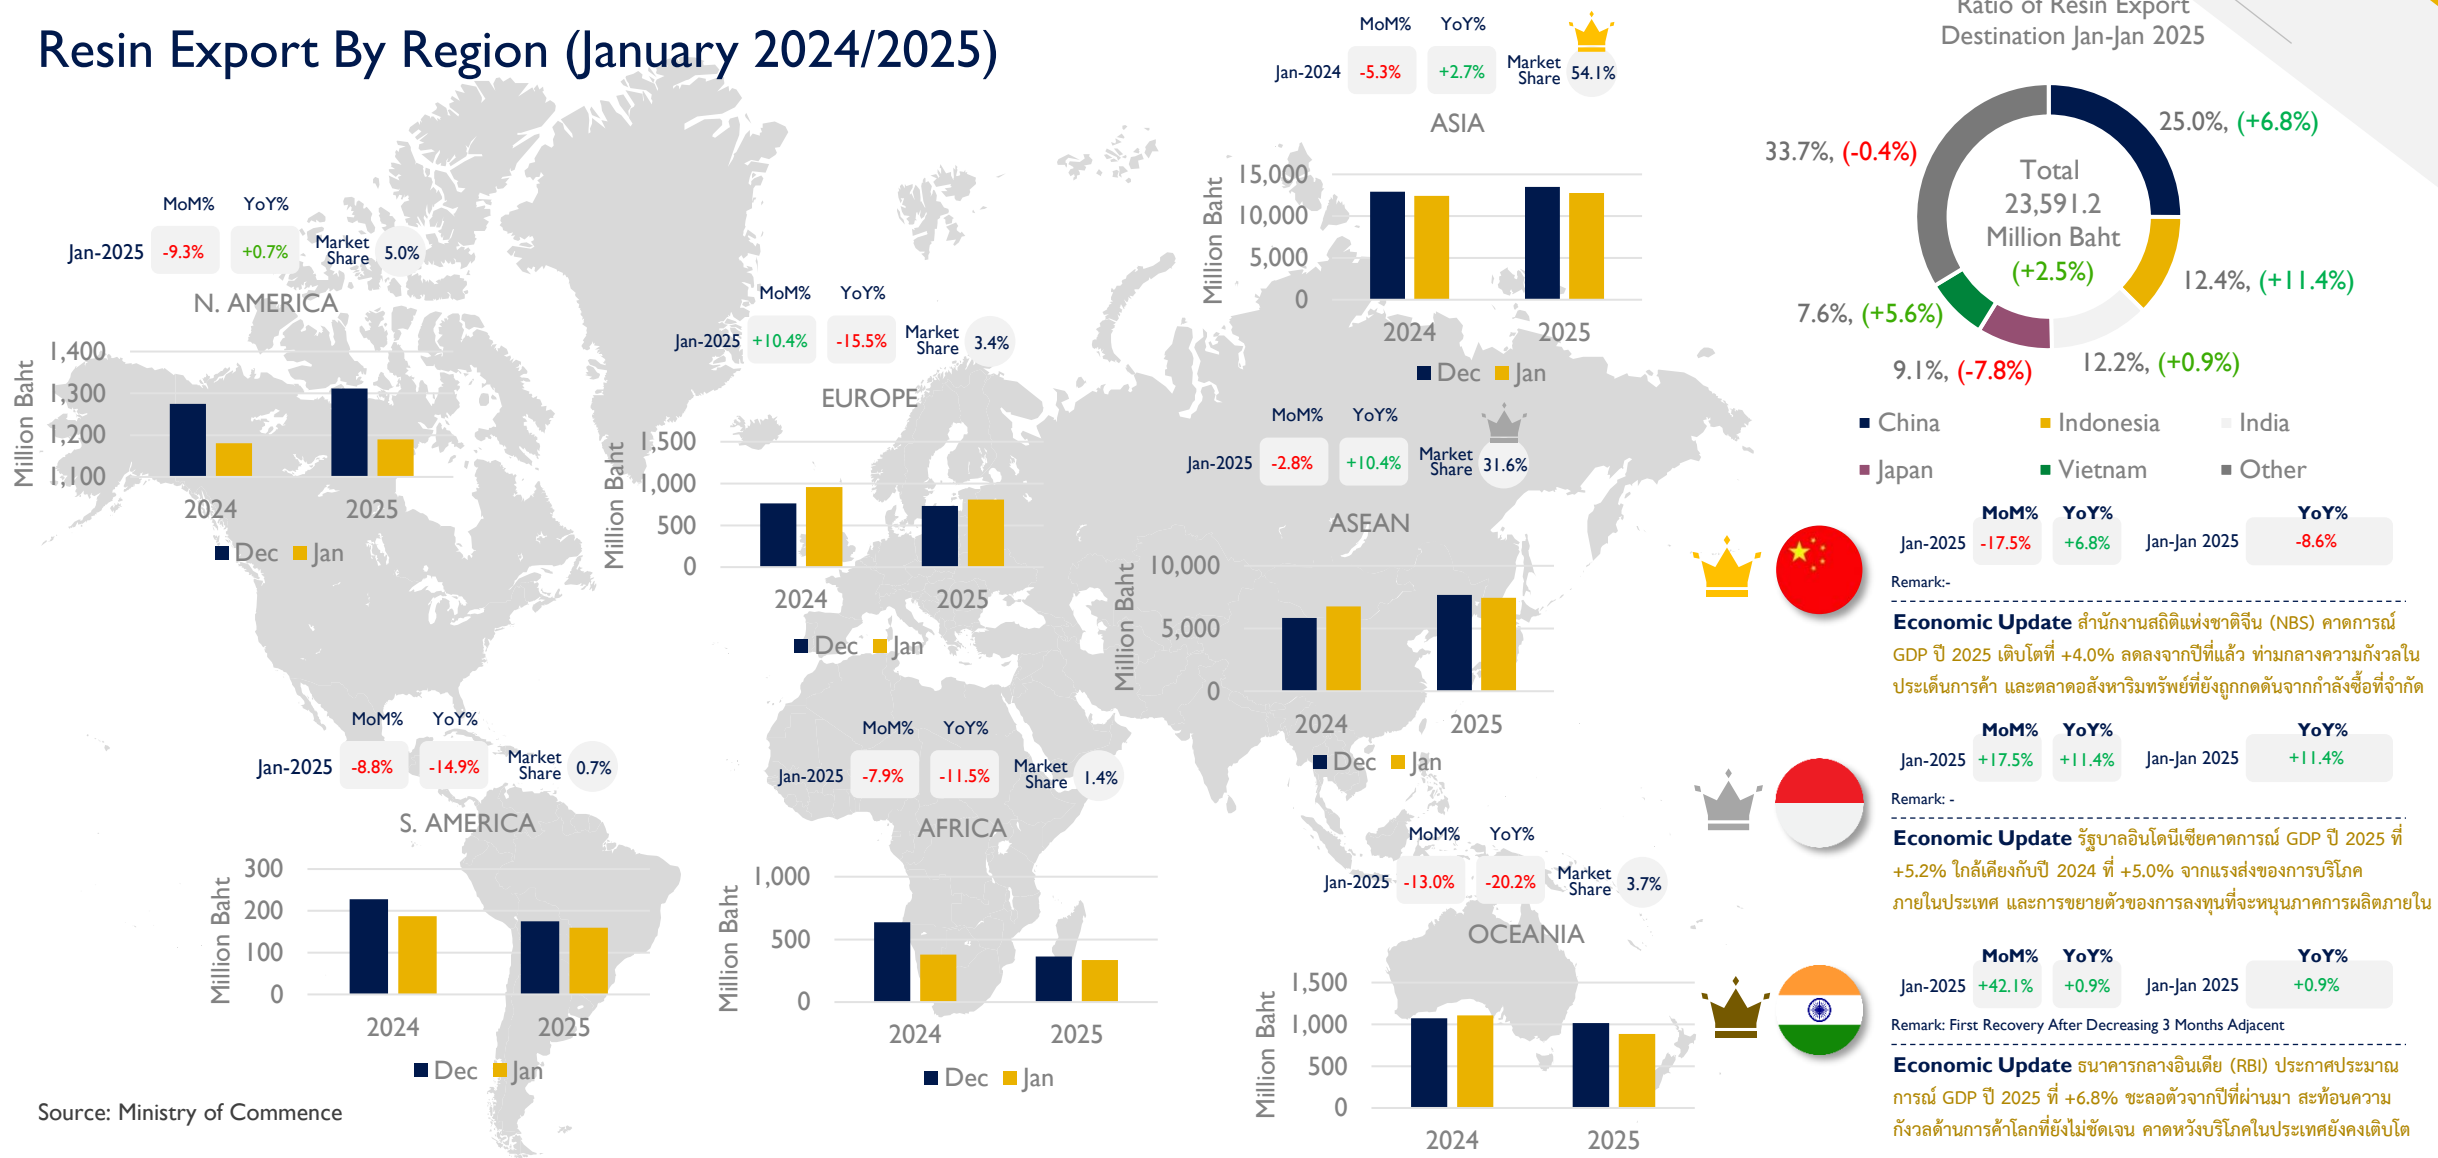 Resin Export By Region (January 2024/2025)
MoM% YoY%
Jan-2025 -9.3% +0.7% Market Share 5.0%
N. AMERICA
Million Baht
1,400
1,300
1,200
1,100
2024 2025
Dec Jan
MoM% YoY%
Jan-2025 +10.4% -15.5% Market Share 3.4%
EUROPE
Million Baht
1,500
1,000
500
0
2024 2025
Dec Jan
MoM% YoY%
Jan-2024 -5.3% +2.7% Market Share 54.1%
ASIA
Million Baht
15,000
10,000
5,000
0
2024 2025
Dec Jan
MoM% YoY%
Jan-2025 -2.8% +10.4% Market Share 31.6%
ASEAN
Million Baht
10,000
5,000
0
2024 2025
Dec Jan
MoM% YoY%
Jan-2025 -8.8% -14.9% Market Share 0.7%
S. AMERICA
Million Baht
300
200
100
0
2024 2025
Dec Jan
MoM% YoY%
Jan-2025 -7.9% -11.5% Market Share 1.4%
AFRICA
Million Baht
1,000
500
0
2024 2025
Dec Jan
MoM% YoY%
Jan-2025 -13.0% -20.2% Market Share 3.7%
OCEANIA
Million Baht
1,500
1,000
500
0
2024 2025
Source: Ministry of Commence
Ratio of Resin Export
Destination Jan-Jan 2025
25.0%, (+6.8%)
33.7%, (-0.4%)
Total
23,591.2
Million Baht
(+2.5%)
12.4%, (+11.4%)
7.6%, (+5.6%)
12.2%, (+0.9%)
9.1%, (-7.8%)
China Indonesia India
Japan Vietnam Other
MoM% YoY% YoY%
Jan-2025 -17.5% +6.8% Jan-Jan 2025 -8.6%
Remark:-
Economic Update สำนักงานสถิติแห่งชาติจีน (NBS) คาดการณ์
GDP ปี 2025 เติบโตที่ +4.0% ลดลงจากปีที่แล้ว ท่ามกลางความกังวลใน
ประเด็นการค้า และตลาดอสังหาริมทรัพย์ที่ยังถูกกดดันจากกำลังซื้อที่จำกัด
MoM% YoY% YoY%
Jan-2025 +17.5% +11.4% Jan-Jan 2025 +11.4%
Remark: -
Economic Update รัฐบาลอินโดนีเซียคาดการณ์ GDP ปี 2025 ที่
+5.2% ใกล้เคียงกับปี 2024 ที่ +5.0% จากแรงส่งของการบริโภค
ภายในประเทศ และการขยายตัวของการลงทุนที่จะหนุนภาคการผลิตภายใน
MoM% YoY% YoY%
Jan-2025 +42.1% +0.9% Jan-Jan 2025 +0.9%
Remark: First Recovery After Decreasing 3 Months Adjacent
Economic Update ธนาคารกลางอินเดีย (RBI) ประกาศประมาณ
การณ์ GDP ปี 2025 ที่ +6.8% ชะลอตัวจากปีที่ผ่านมา สะท้อนความ
กังวลด้านการค้าโลกที่ยังไม่ชัดเจน คาดหวังบริโภคในประเทศยังคงเติบโต